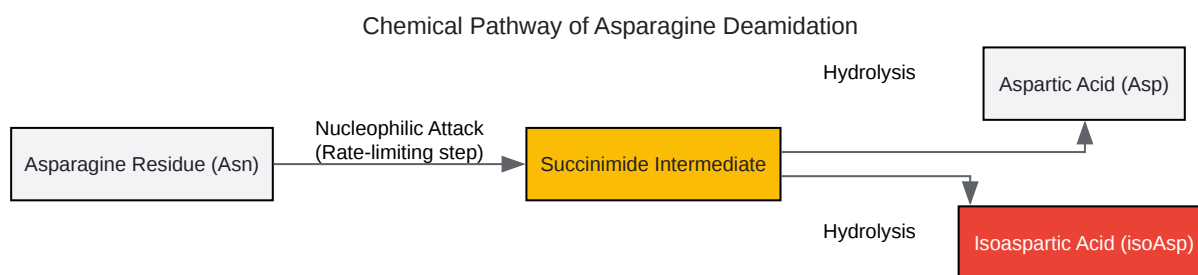 Chemical Pathway of Asparagine Deamidation
Hydrolysis
Aspartic Acid (Asp)
Nucleophilic Attack
(Rate-limiting step)
Asparagine Residue (Asn)
Succinimide Intermediate
Hydrolysis
Isoaspartic Acid (isoAsp)